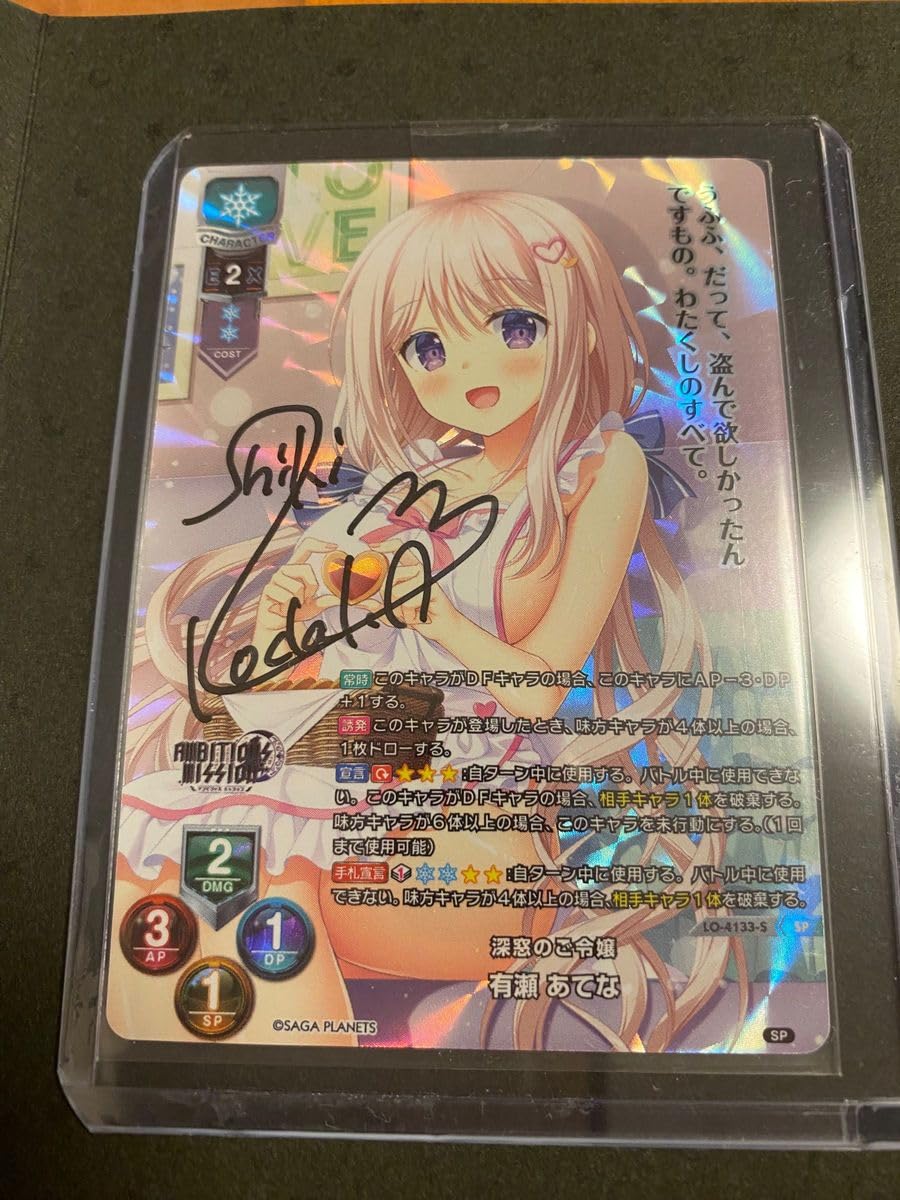 VE
CHARACTER
E 2 X
COST
うふふ、だって、盗んで欲しかったん
ですもの。わたくしのすべて。
Shiki
Kodai.A
常時 このキャラがDFキャラの場合、このキャラにAP－3・DP
＋1する。
誘発 このキャラが登場したとき、味方キャラが4体以上の場合、
1枚ドローする。
宣言 ★★★:自ターン中に使用する。バトル中に使用できな
い。このキャラがDFキャラの場合、相手キャラ1体を破棄する。
味方キャラが6体以上の場合、このキャラを未行動にする。（1回
まで使用可能）
手札宣言 1 ★★:自ターン中に使用する。バトル中に使用
できない。味方キャラが4体以上の場合、相手キャラ1体を破棄する。
AMBITIOUS
MISSION
2
DMG
3
AP
1
DP
1
SP
LO-4133-S SP
深窓のご令嬢
有瀬 あてな
©SAGA PLANETS
SP